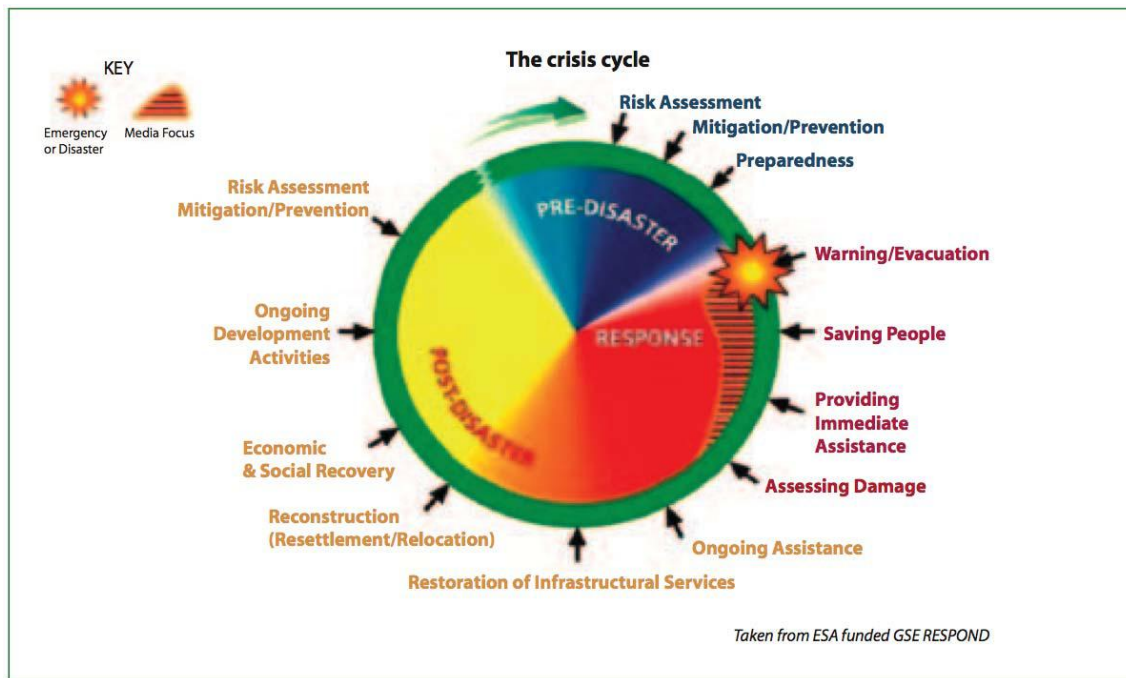 The crisis cycle
KEY
Emergency
or Disaster
Media Focus
Risk Assessment
Mitigation/Prevention
Preparedness
Warning/Evacuation
Saving People
Providing
Immediate
Assistance
Assessing Damage
Ongoing Assistance
Restoration of Infrastructural Services
Reconstruction
(Resettlement/Relocation)
Economic
& Social Recovery
Ongoing
Development
Activities
Risk Assessment
Mitigation/Prevention
PRE-DISASTER
RESPONSE
POST-DISASTER
Taken from ESA funded GSE RESPOND